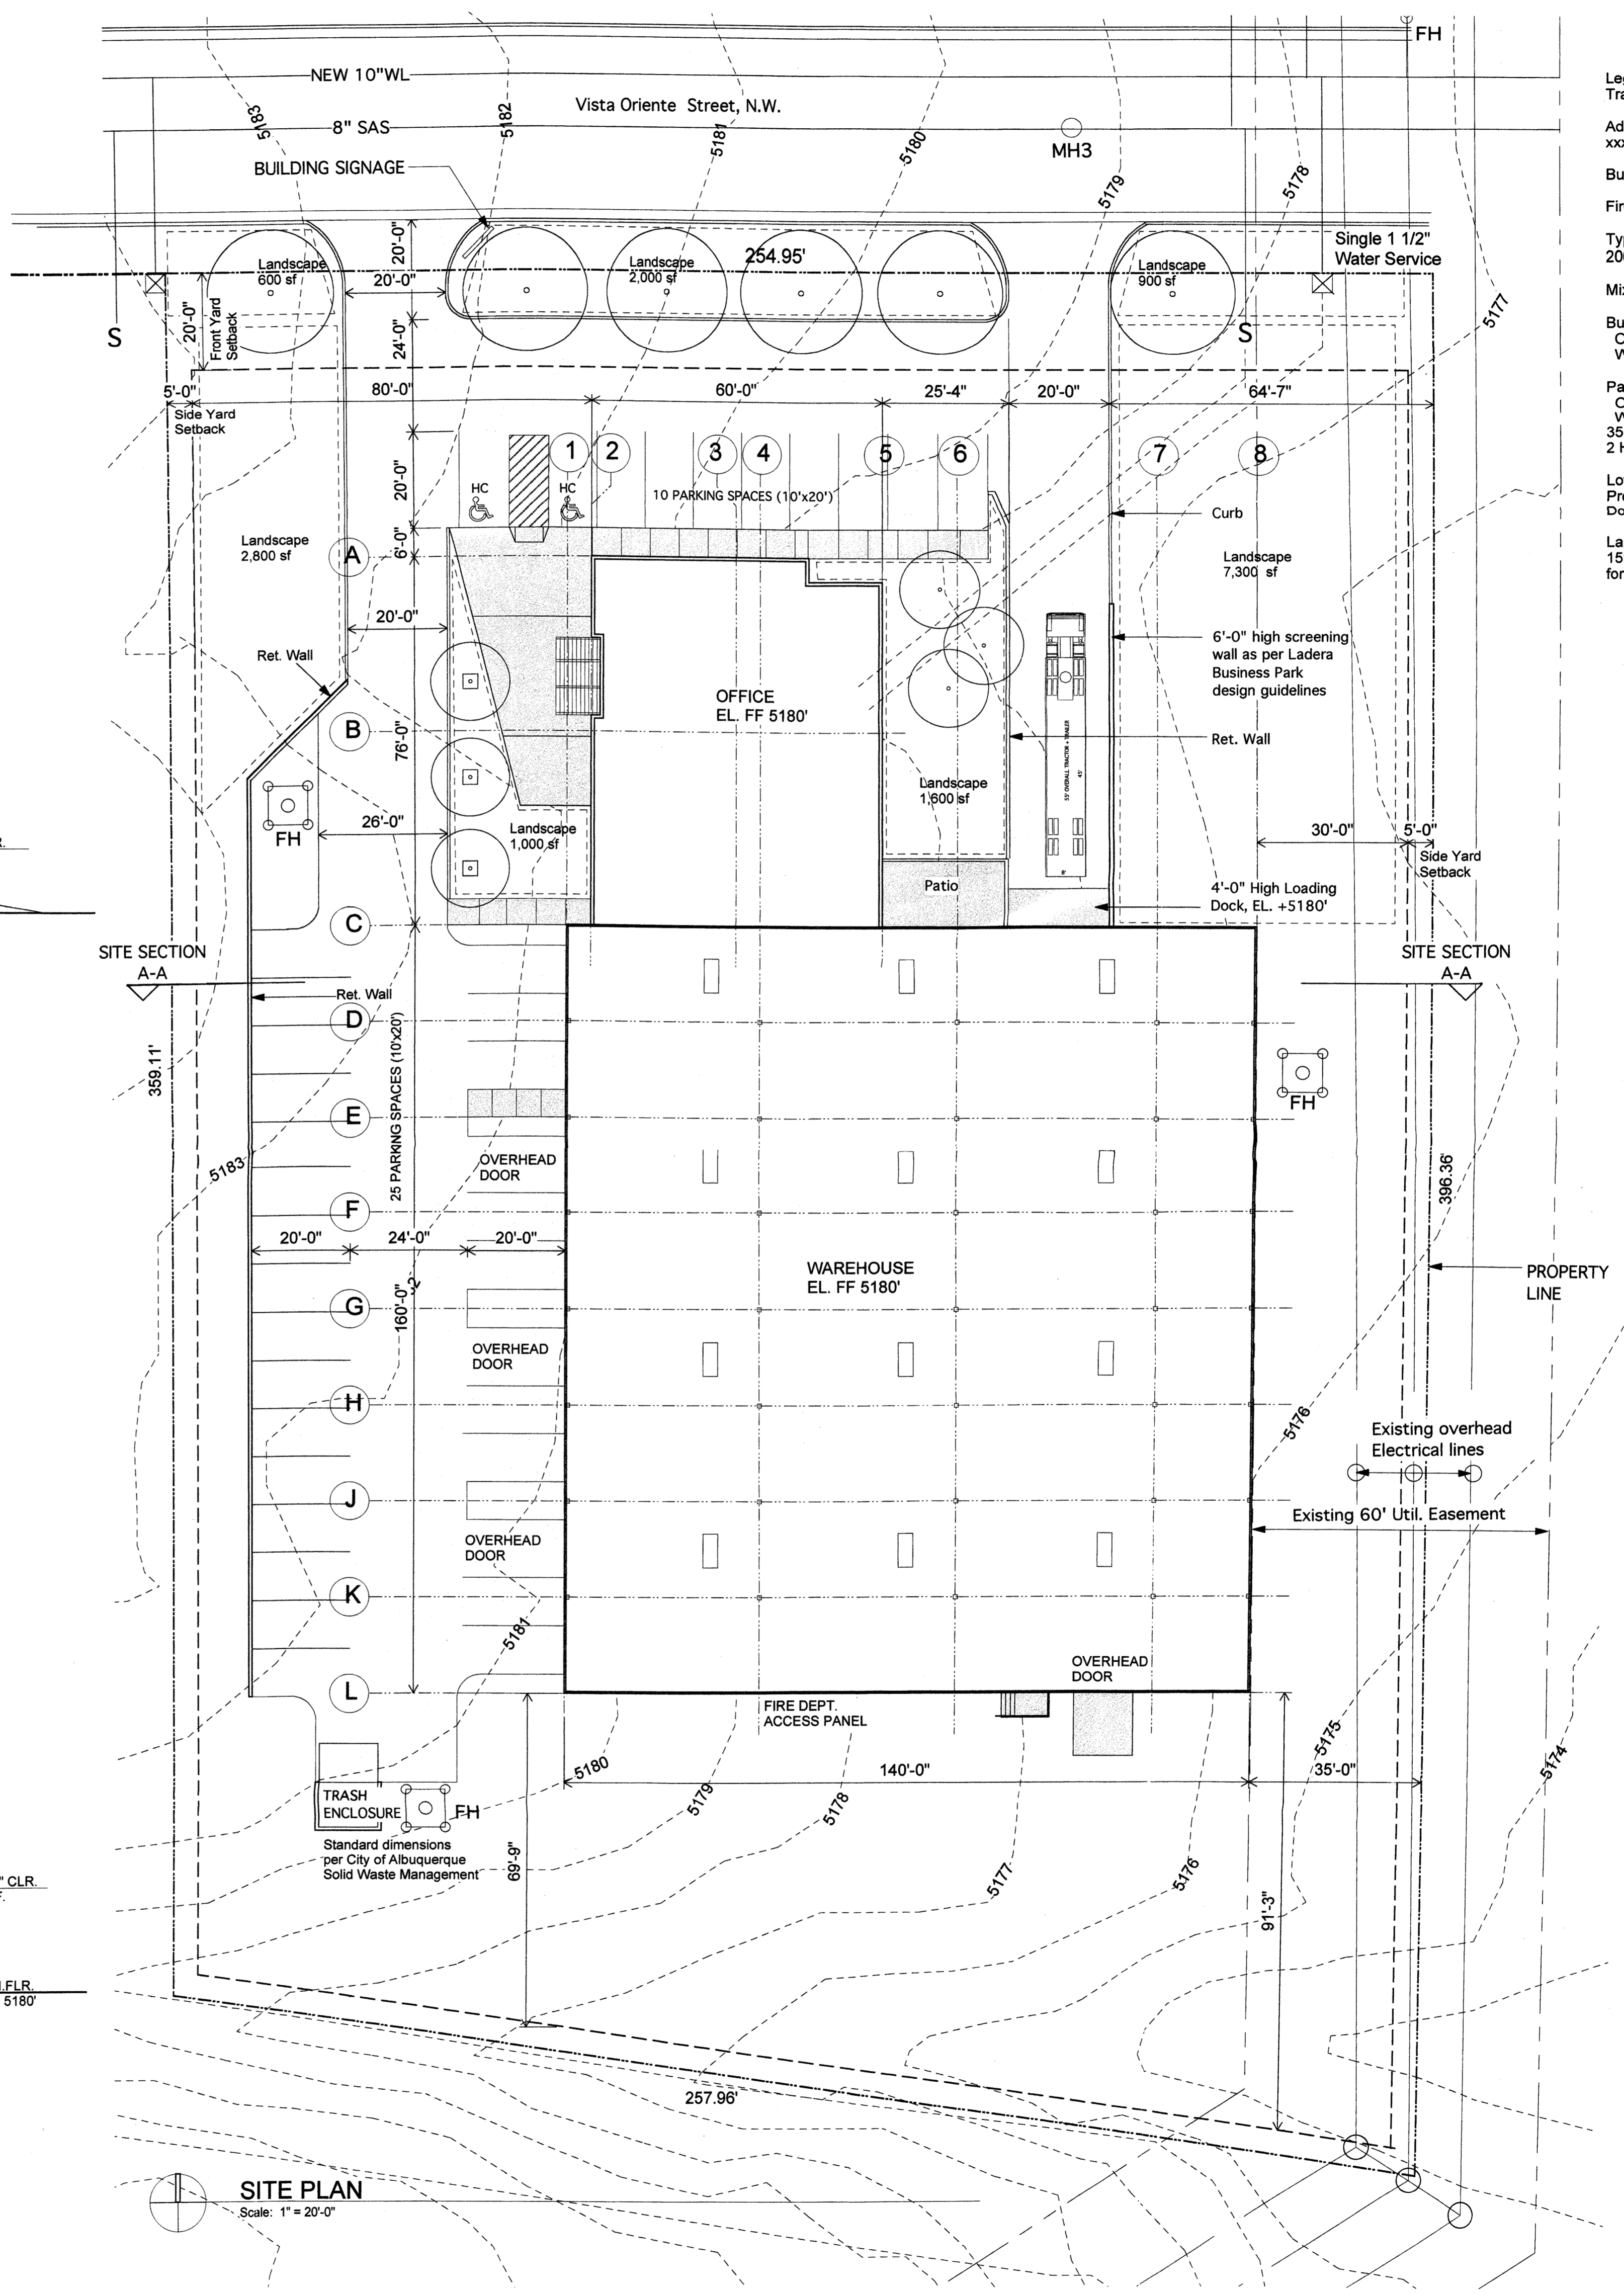 FH
NEW 10"WL
Vista Oriente Street, N.W.
8" SAS
MH3
BUILDING SIGNAGE
5183
5182
5181
5180
5179
5178
5177
Single 1 1/2"
Water Service
Landscape
600 sf
20'-0"
20'-0"
Landscape
2,000 sf
254.95'
Landscape
900 sf
S
20'-0"
Front Yard
Setback
24'-0"
S
5'-0"
80'-0"
60'-0"
25'-4"
20'-0"
64'-7"
Side Yard
Setback
1
2
3
4
5
6
7
8
20'-0"
HC
HC
10 PARKING SPACES (10'x20')
Curb
Landscape
2,800 sf
A
6'-0"
Landscape
7,300 sf
20'-0"
Ret. Wall
6'-0" high screening
wall as per Ladera
Business Park
design guidelines
OFFICE
EL. FF 5180'
B
76'-0"
Ret. Wall
55' OVERALL TRACTOR + TRAILER
45'
8'
Landscape
1,600 sf
FH
26'-0"
Landscape
1,000 sf
30'-0"
5'-0"
Side Yard
Setback
Patio
4'-0" High Loading
Dock, EL. +5180'
C
SITE SECTION
A-A
SITE SECTION
A-A
Ret. Wall
D
359.11'
25 PARKING SPACES (10'x20')
FH
E
5183
OVERHEAD
DOOR
396.36'
F
20'-0"
24'-0"
20'-0"
WAREHOUSE
EL. FF 5180'
PROPERTY
LINE
G
160'-0"
OVERHEAD
DOOR
H
5176
Existing overhead
Electrical lines
J
Existing 60' Util. Easement
OVERHEAD
DOOR
K
5181
OVERHEAD
DOOR
L
FIRE DEPT.
ACCESS PANEL
5175
5174
5180
140'-0"
35'-0"
TRASH
ENCLOSURE
FH
5179
5178
Standard dimensions
per City of Albuquerque
Solid Waste Management
69'-9"
5177
5176
91'-3"
" CLR.
.FLR.
5180'
257.96'
SITE PLAN
Scale: 1" = 20'-0"